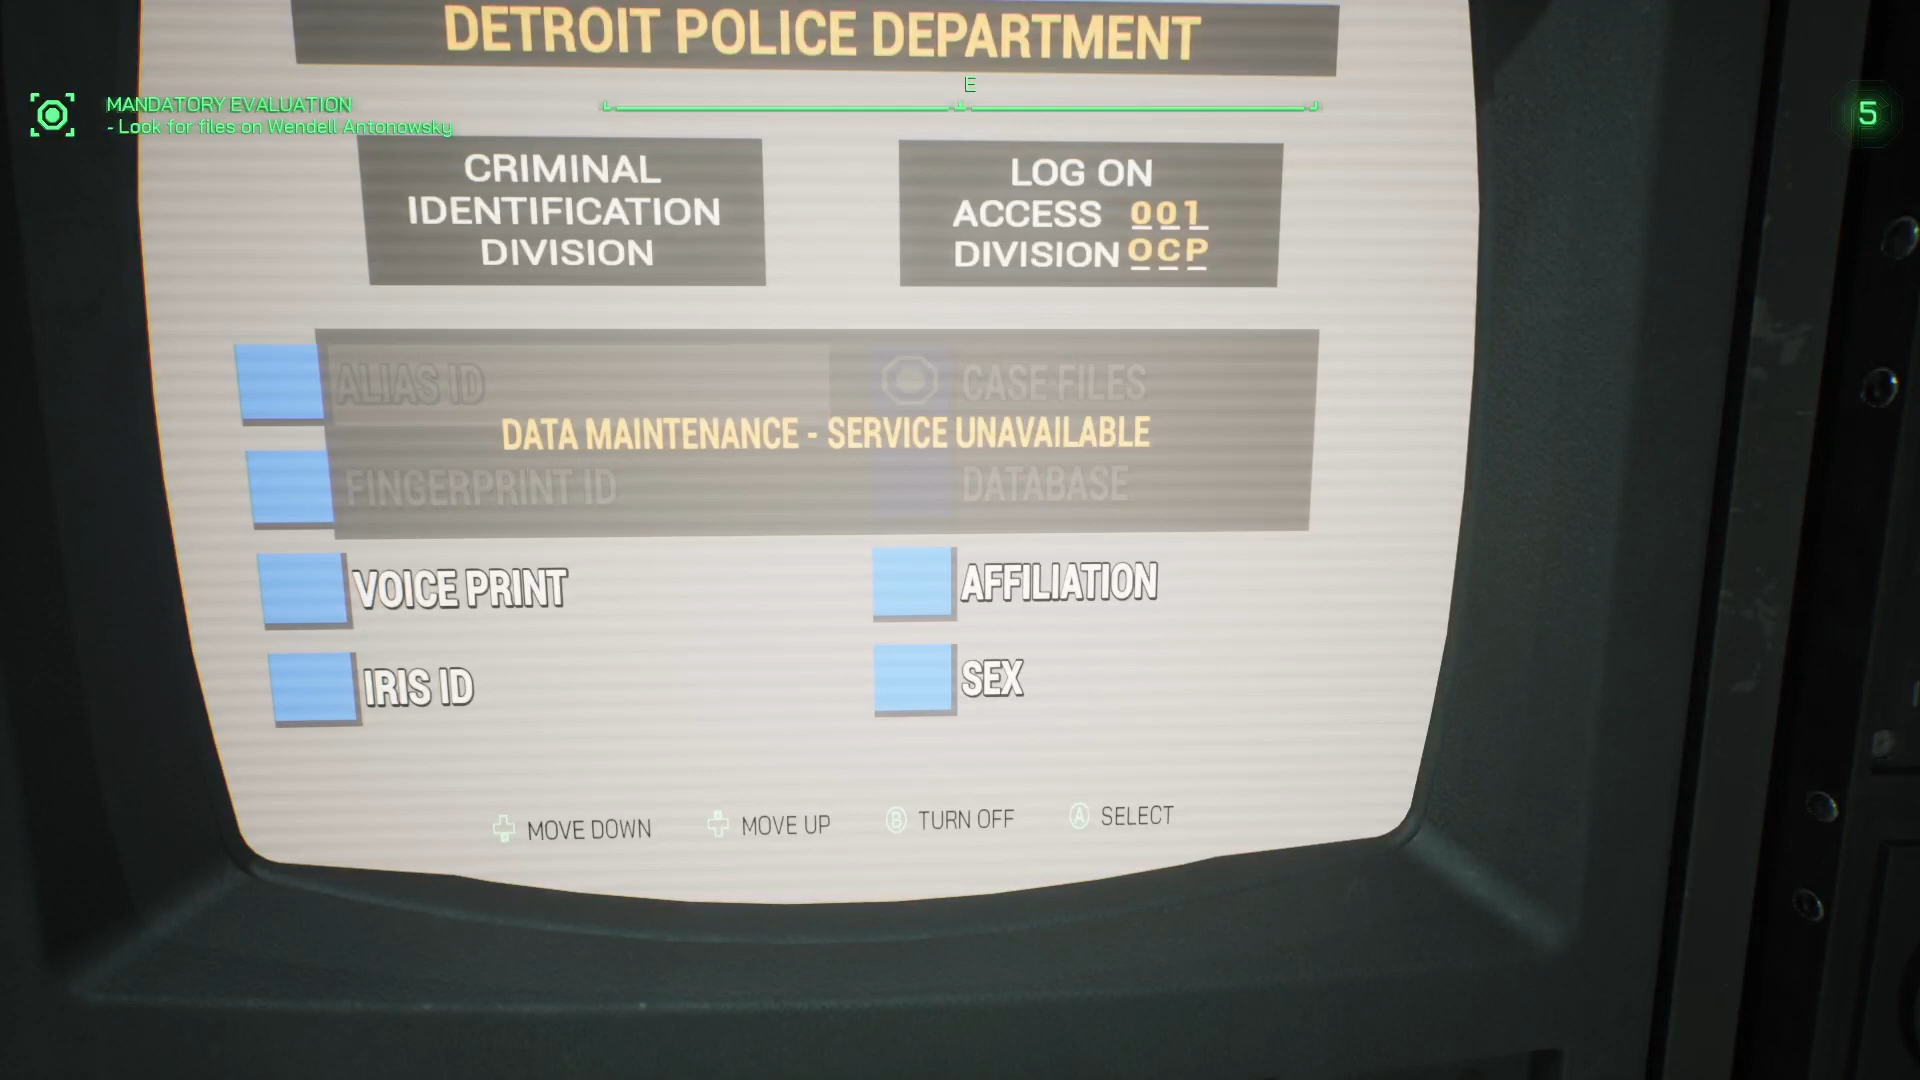 DETROIT POLICE DEPARTMENT
E
MANDATORY EVALUATION
- Look for files on Wendell Antonowsky
5
CRIMINAL
IDENTIFICATION
DIVISION
LOG ON
ACCESS 001
DIVISION OCP
ALIAS ID
CASE FILES
DATA MAINTENANCE - SERVICE UNAVAILABLE
FINGERPRINT ID
DATABASE
VOICE PRINT
AFFILIATION
IRIS ID
SEX
MOVE DOWN
MOVE UP
B TURN OFF
A SELECT